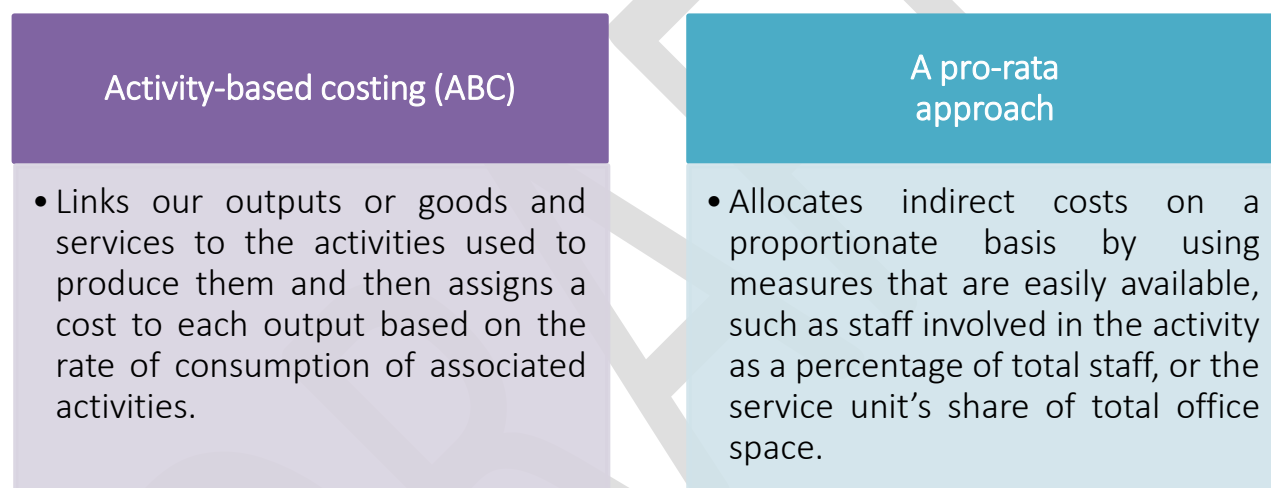 Activity-based costing (ABC)
• Links our outputs or goods and
services to the activities used to
produce them and then assigns a
cost to each output based on the
rate of consumption of associated
activities.
A pro-rata
approach
• Allocates indirect costs on a
proportionate basis by using
measures that are easily available,
such as staff involved in the activity
as a percentage of total staff, or the
service unit’s share of total office
space.